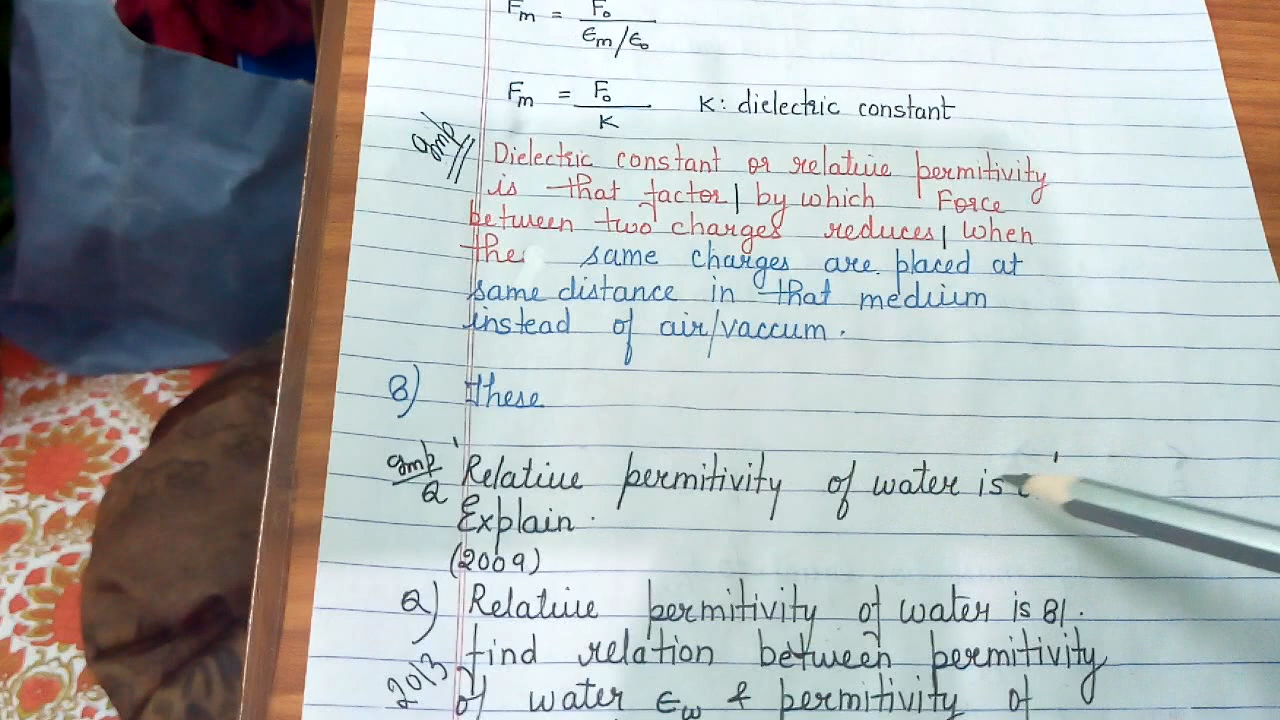 Fm = F₀
ϵm/ϵ₀
Fm = F₀ K: dielectric constant
K
Imp
Dielectric constant or relative permitivity
is that factor | by which Force
between two charges reduces | when
the same charges are placed at
same distance in that medium
instead of air/vaccum.
8) these
Imp 'Relative permitivity of water is
Q Explain.
(2009)
Q) Relative permitivity of water is 81.
2013 find relation between permitivity
of water ϵw & permitivity of